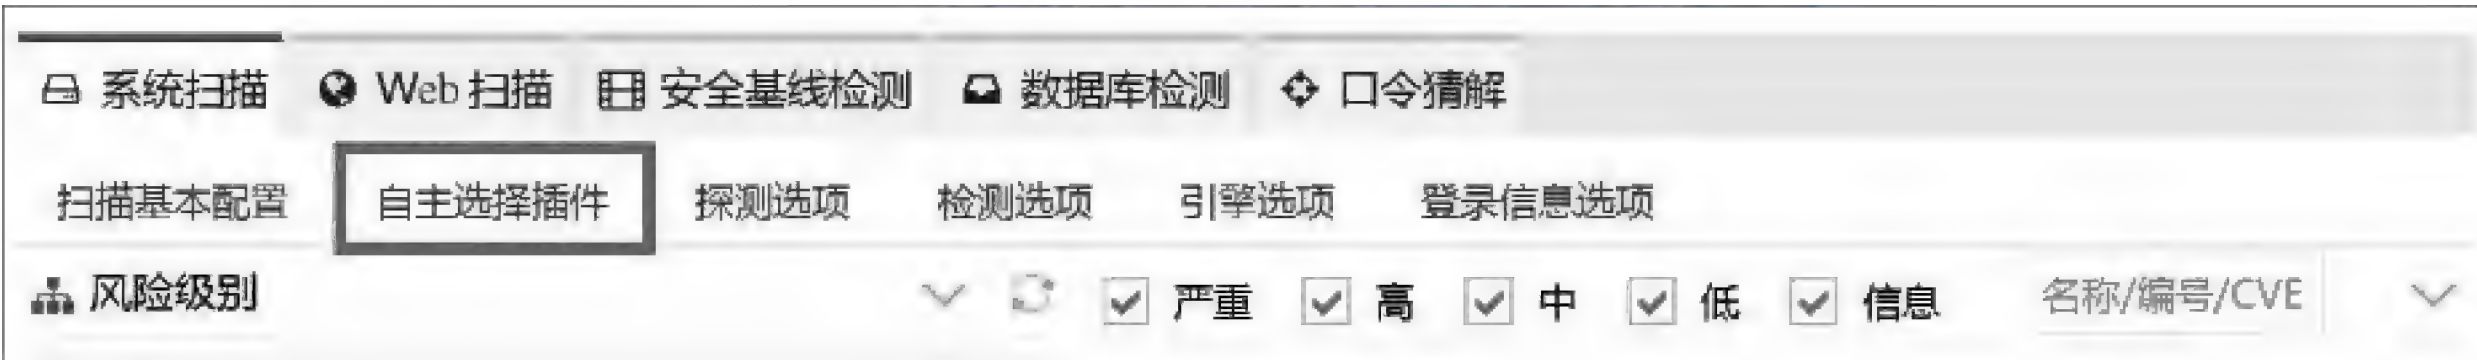 系统扫描 Web 扫描 安全基线检测 数据库检测 口令猜解
扫描基本配置 自主选择插件 探测选项 检测选项 引擎选项 登录信息选项
风险级别 严重 高 中 低 信息 名称/编号/CVE